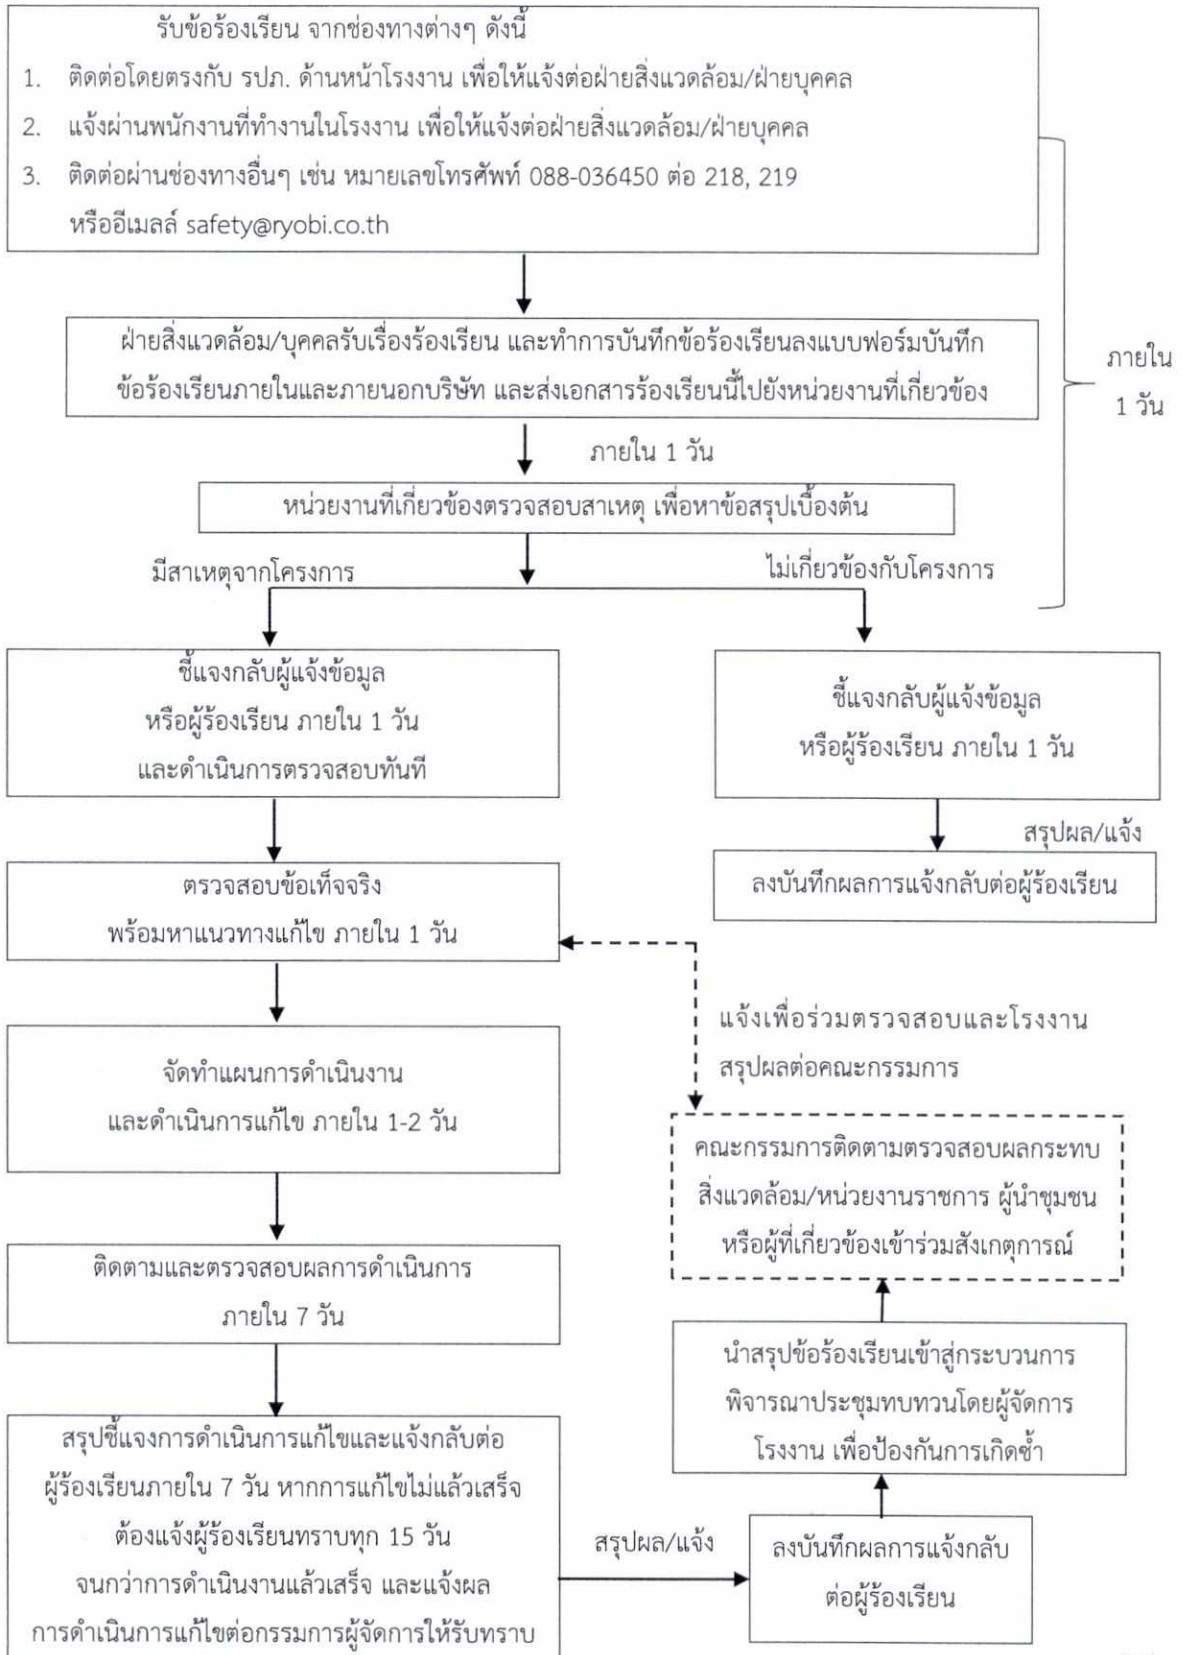 รับข้อร้องเรียน จากช่องทางต่างๆ ดังนี้
1. ติดต่อโดยตรงกับ รปภ. ด้านหน้าโรงงาน เพื่อให้แจ้งต่อฝ่ายสิ่งแวดล้อม/ฝ่ายบุคคล
2. แจ้งผ่านพนักงานที่ทำงานในโรงงาน เพื่อให้แจ้งต่อฝ่ายสิ่งแวดล้อม/ฝ่ายบุคคล
3. ติดต่อผ่านช่องทางอื่นๆ เช่น หมายเลขโทรศัพท์ 088-036450 ต่อ 218, 219
หรืออีเมลล์ safety@ryobi.co.th
ฝ่ายสิ่งแวดล้อม/บุคคลรับเรื่องร้องเรียน และทำการบันทึกข้อร้องเรียนลงแบบฟอร์มบันทึก
ข้อร้องเรียนภายในและภายนอกบริษัท และส่งเอกสารร้องเรียนนี้ไปยังหน่วยงานที่เกี่ยวข้อง
ภายใน
1 วัน
ภายใน 1 วัน
หน่วยงานที่เกี่ยวข้องตรวจสอบสาเหตุ เพื่อหาข้อสรุปเบื้องต้น
มีสาเหตุจากโครงการ
ไม่เกี่ยวข้องกับโครงการ
ชี้แจงกลับผู้แจ้งข้อมูล
หรือผู้ร้องเรียน ภายใน 1 วัน
และดำเนินการตรวจสอบทันที
ชี้แจงกลับผู้แจ้งข้อมูล
หรือผู้ร้องเรียน ภายใน 1 วัน
สรุปผล/แจ้ง
ลงบันทึกผลการแจ้งกลับต่อผู้ร้องเรียน
ตรวจสอบข้อเท็จจริง
พร้อมหาแนวทางแก้ไข ภายใน 1 วัน
แจ้งเพื่อร่วมตรวจสอบและโรงงาน
สรุปผลต่อคณะกรรมการ
จัดทำแผนการดำเนินงาน
และดำเนินการแก้ไข ภายใน 1-2 วัน
คณะกรรมการติดตามตรวจสอบผลกระทบ
สิ่งแวดล้อม/หน่วยงานราชการ ผู้นำชุมชน
หรือผู้ที่เกี่ยวข้องเข้าร่วมสังเกตุการณ์
ติดตามและตรวจสอบผลการดำเนินการ
ภายใน 7 วัน
นำสรุปข้อร้องเรียนเข้าสู่กระบวนการ
พิจารณาประชุมทบทวนโดยผู้จัดการ
โรงงาน เพื่อป้องกันการเกิดซ้ำ
สรุปชี้แจงการดำเนินการแก้ไขและแจ้งกลับต่อ
ผู้ร้องเรียนภายใน 7 วัน หากการแก้ไขไม่แล้วเสร็จ
ต้องแจ้งผู้ร้องเรียนทราบทุก 15 วัน
จนกว่าการดำเนินงานแล้วเสร็จ และแจ้งผล
การดำเนินการแก้ไขต่อกรรมการผู้จัดการให้รับทราบ
สรุปผล/แจ้ง
ลงบันทึกผลการแจ้งกลับ
ต่อผู้ร้องเรียน